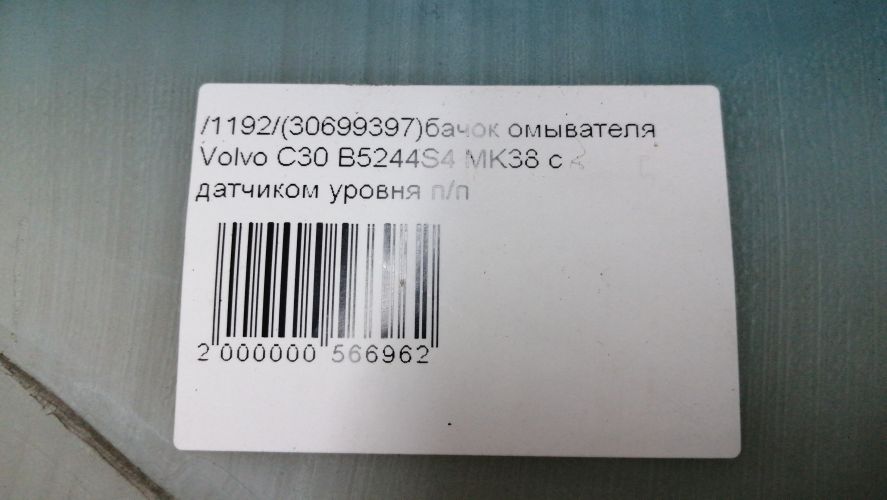 /1192/(30699397)бачок омывателя
Volvo C30 B5244S4 MK38 с
датчиком уровня п/п
2 000000 566962